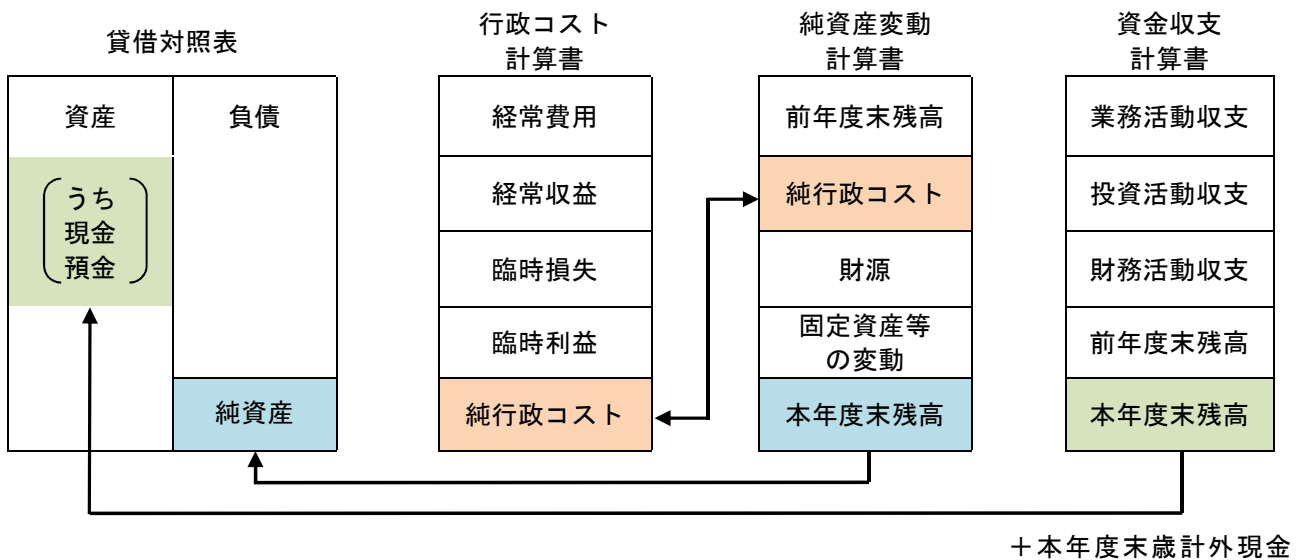 貸借対照表
資産
負債
うち
現金
預金
純資産
行政コスト
計算書
経常費用
経常収益
臨時損失
臨時利益
純行政コスト
純資産変動
計算書
前年度末残高
純行政コスト
財源
固定資産等
の変動
本年度末残高
資金収支
計算書
業務活動収支
投資活動収支
財務活動収支
前年度末残高
本年度末残高
＋本年度末歳計外現金